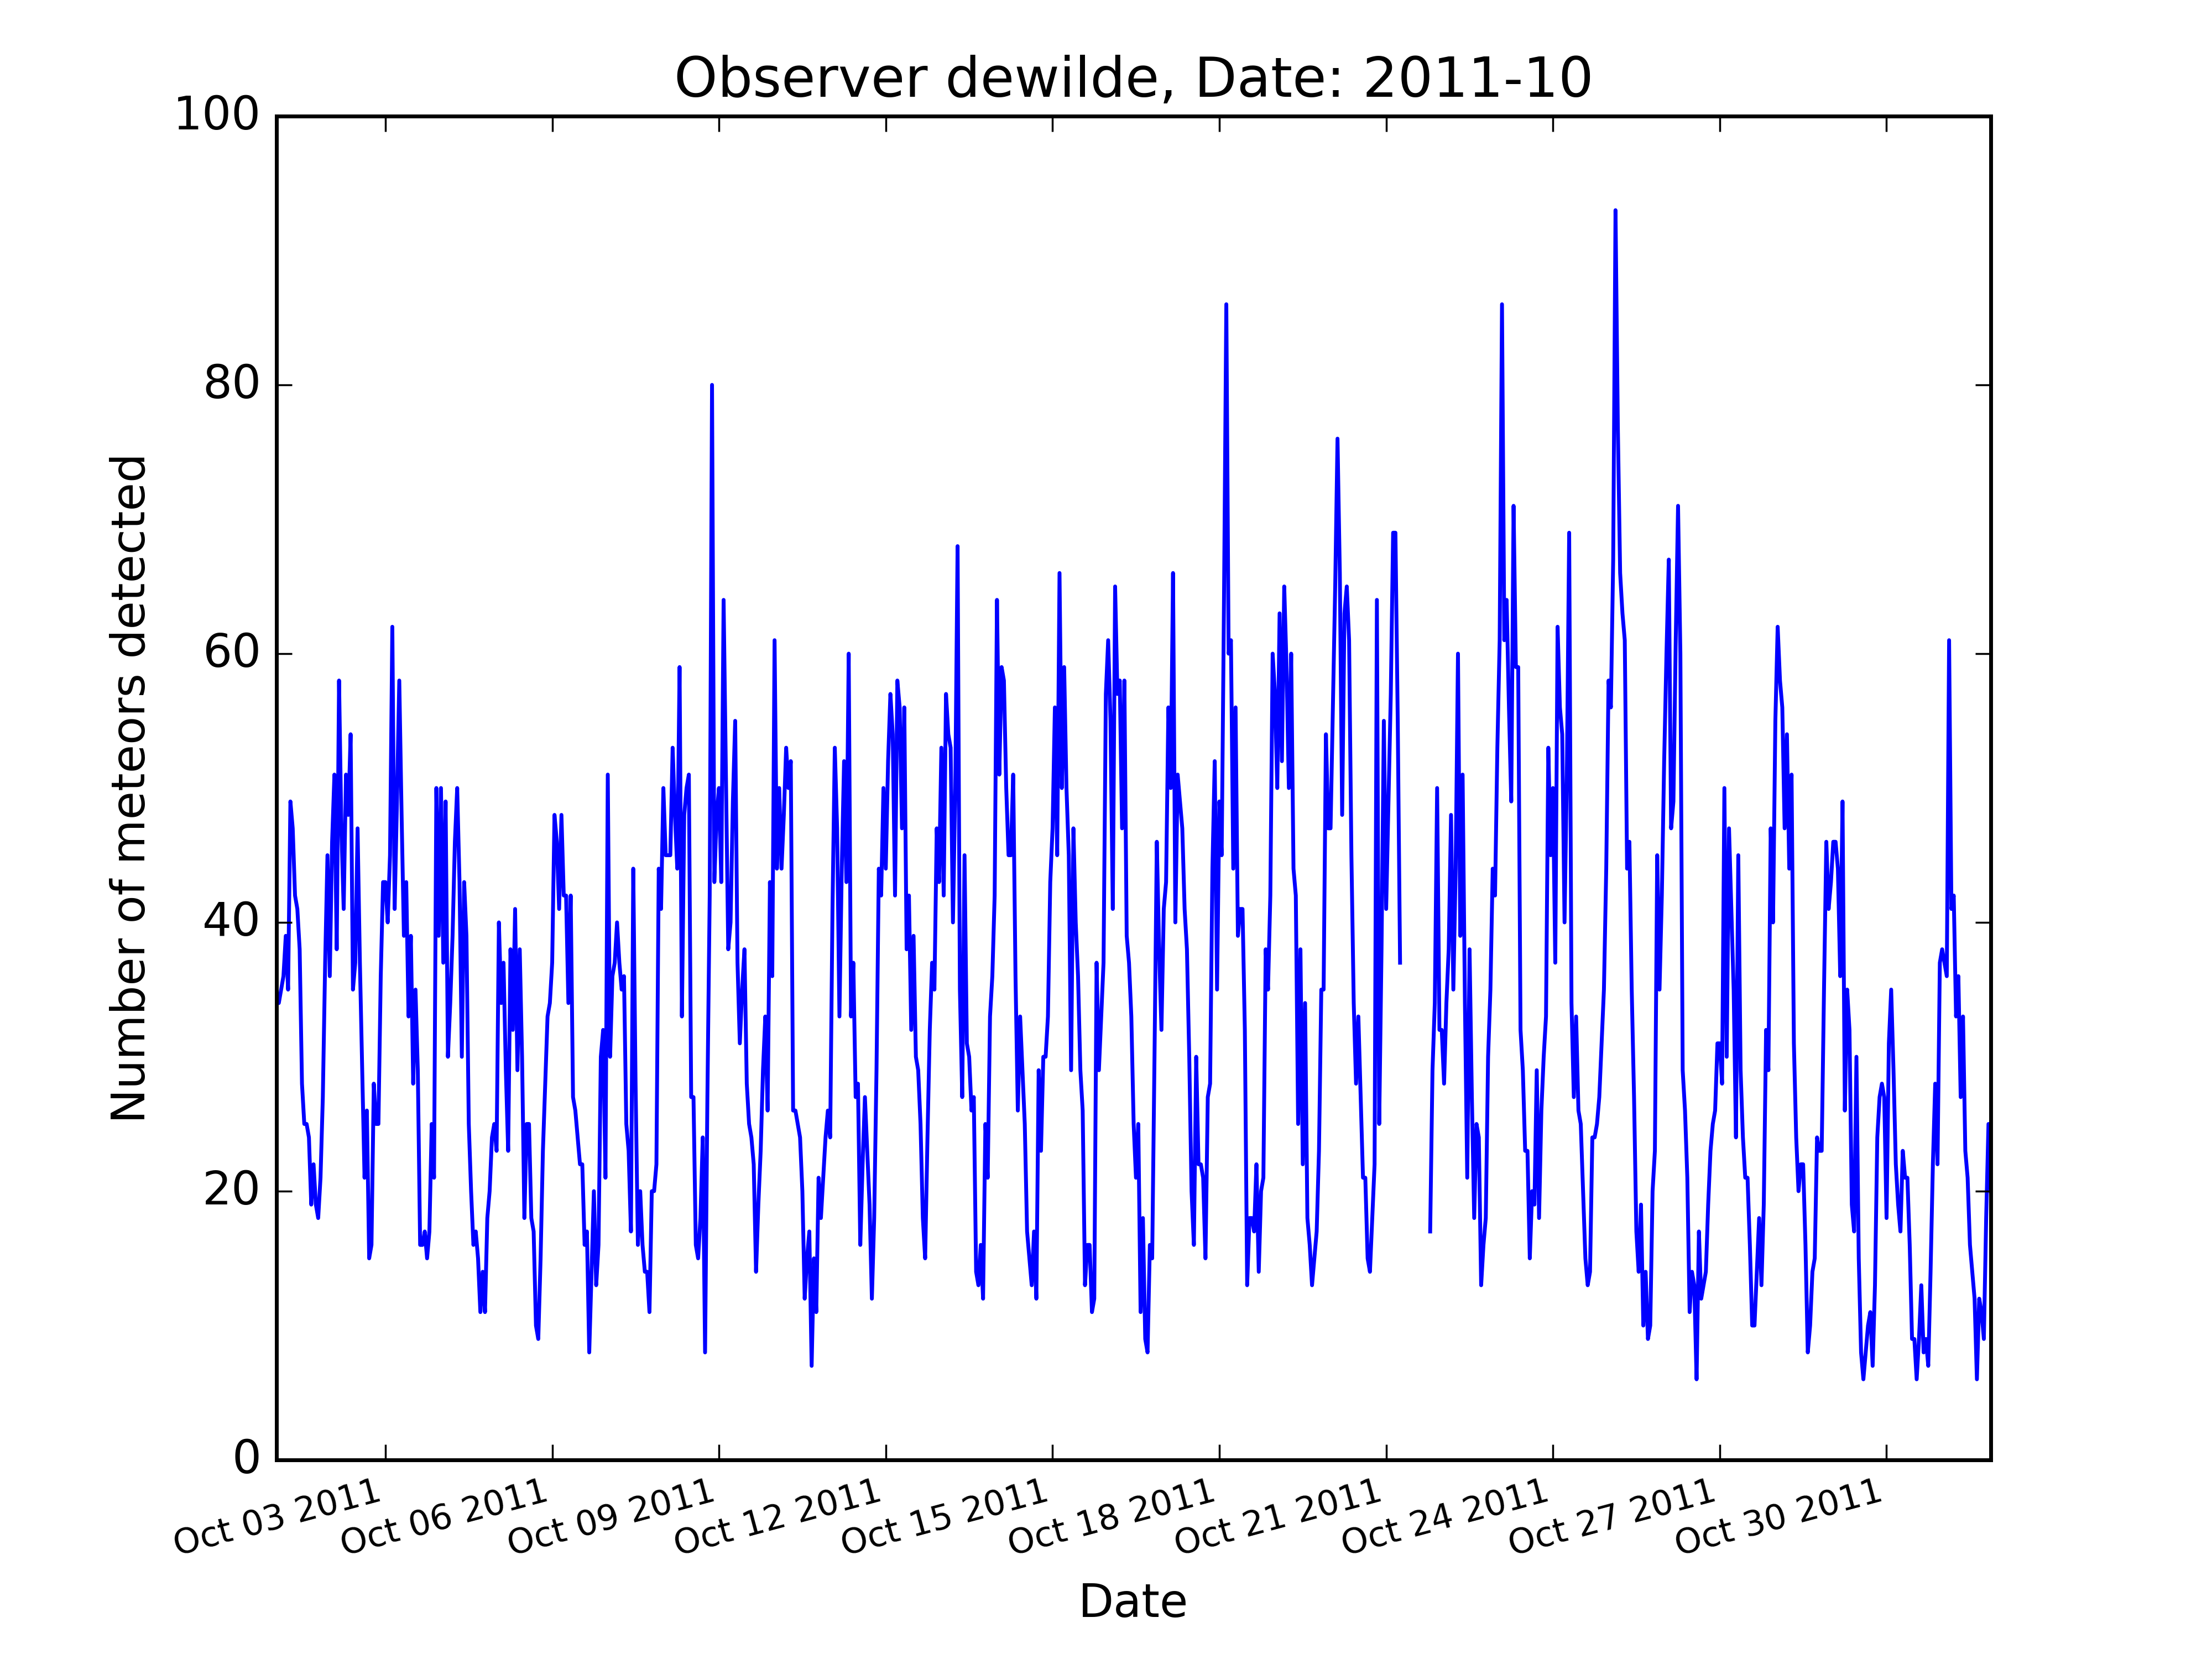 Observer dewilde, Date: 2011-10
100
80
60
40
20
0
Number of meteors detected
Oct 03 2011
Oct 06 2011
Oct 09 2011
Oct 12 2011
Oct 15 2011
Oct 18 2011
Oct 21 2011
Oct 24 2011
Oct 27 2011
Oct 30 2011
Date